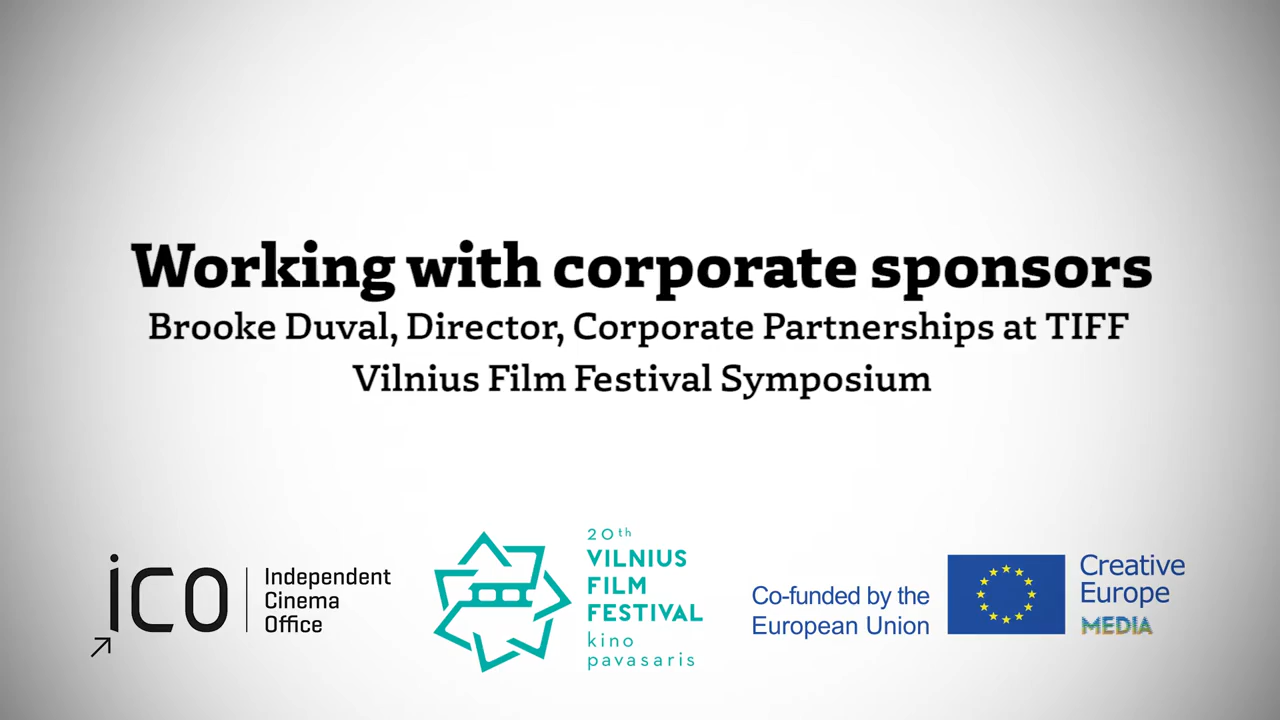 Working with corporate sponsors
Brooke Duval, Director, Corporate Partnerships at TIFF
Vilnius Film Festival Symposium
ico
Independent
Cinema
Office
20th
VILNIUS
FILM
FESTIVAL
kino
pavasaris
Co-funded by the
European Union
Creative
Europe
MEDIA